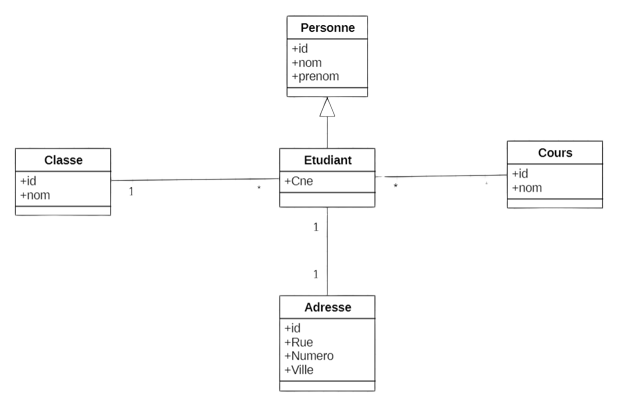 Personne
+id
+nom
+prenom
Classe
+id
+nom
1
*
Etudiant
+Cne
*
*
Cours
+id
+nom
1
1
Adresse
+id
+Rue
+Numero
+Ville